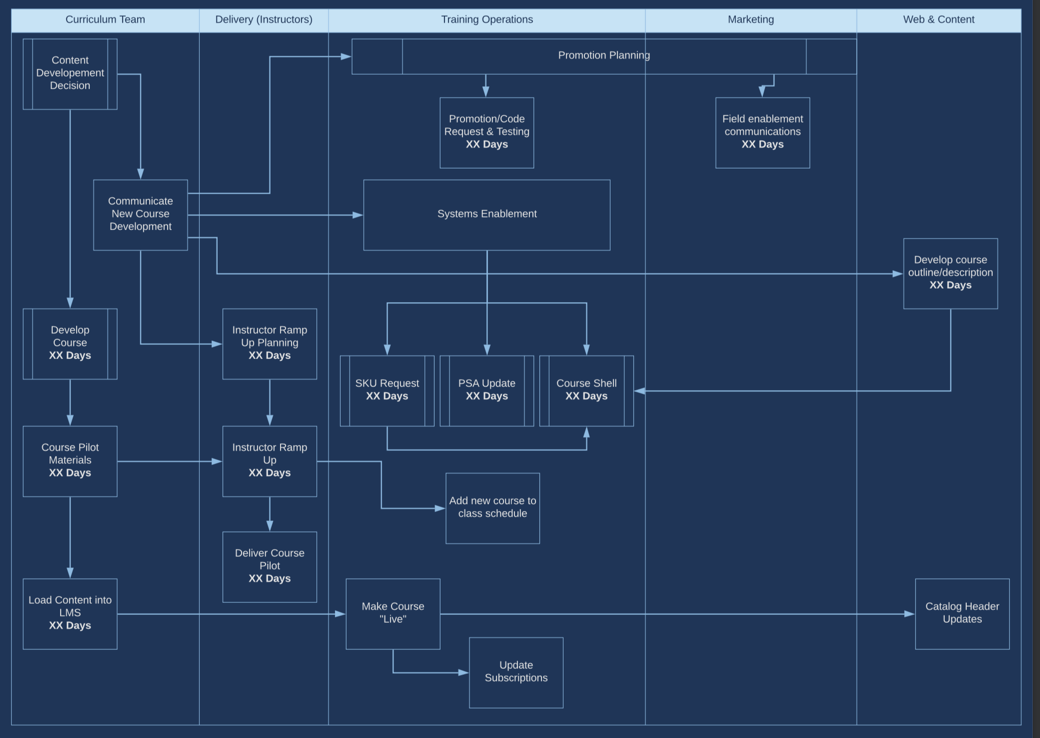 Curriculum Team
Delivery (Instructors)
Training Operations
Marketing
Web & Content
Content
Developement
Decision
Promotion Planning
Promotion/Code
Request & Testing
XX Days
Field enablement
communications
XX Days
Communicate
New Course
Development
Systems Enablement
Develop course
outline/description
XX Days
Develop
Course
XX Days
Instructor Ramp
Up Planning
XX Days
SKU Request
XX Days
PSA Update
XX Days
Course Shell
XX Days
Course Pilot
Materials
XX Days
Instructor Ramp
Up
XX Days
Add new course to
class schedule
Deliver Course
Pilot
XX Days
Load Content into
LMS
XX Days
Make Course
"Live"
Catalog Header
Updates
Update
Subscriptions